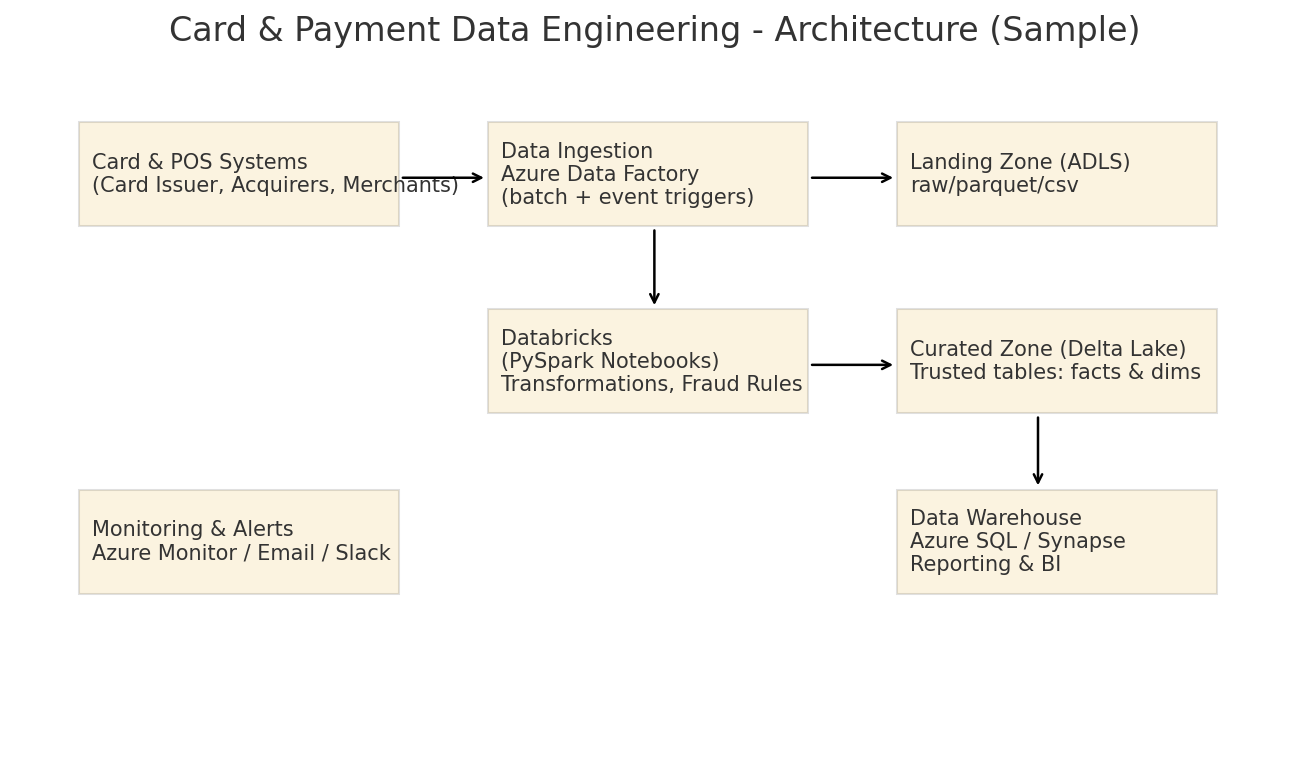 Card & Payment Data Engineering - Architecture (Sample)
Card & POS Systems
(Card Issuer, Acquirers, Merchants)
Data Ingestion
Azure Data Factory
(batch + event triggers)
Landing Zone (ADLS)
raw/parquet/csv
Databricks
(PySpark Notebooks)
Transformations, Fraud Rules
Curated Zone (Delta Lake)
Trusted tables: facts & dims
Monitoring & Alerts
Azure Monitor / Email / Slack
Data Warehouse
Azure SQL / Synapse
Reporting & BI